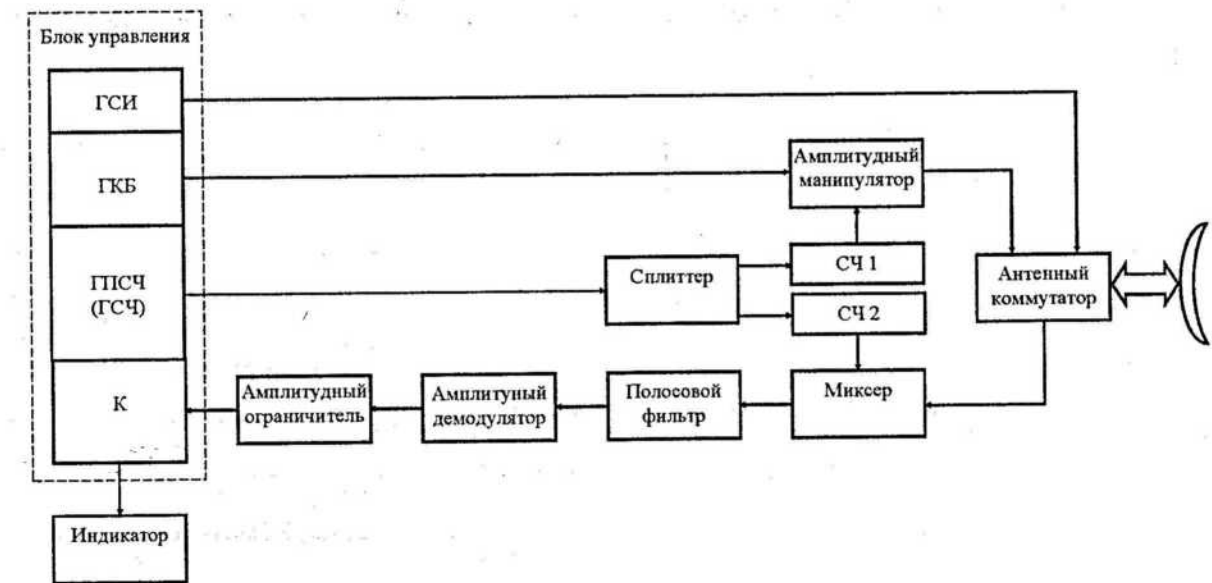 Блок управления
ГСИ
ГКБ
ГПСЧ
(ГСЧ)
К
Индикатор
Амплитудный
манипулятор
Сплиттер
СЧ 1
СЧ 2
Антенный
коммутатор
Амплитудный
ограничитель
Амплитуный
демодулятор
Полосовой
фильтр
Миксер